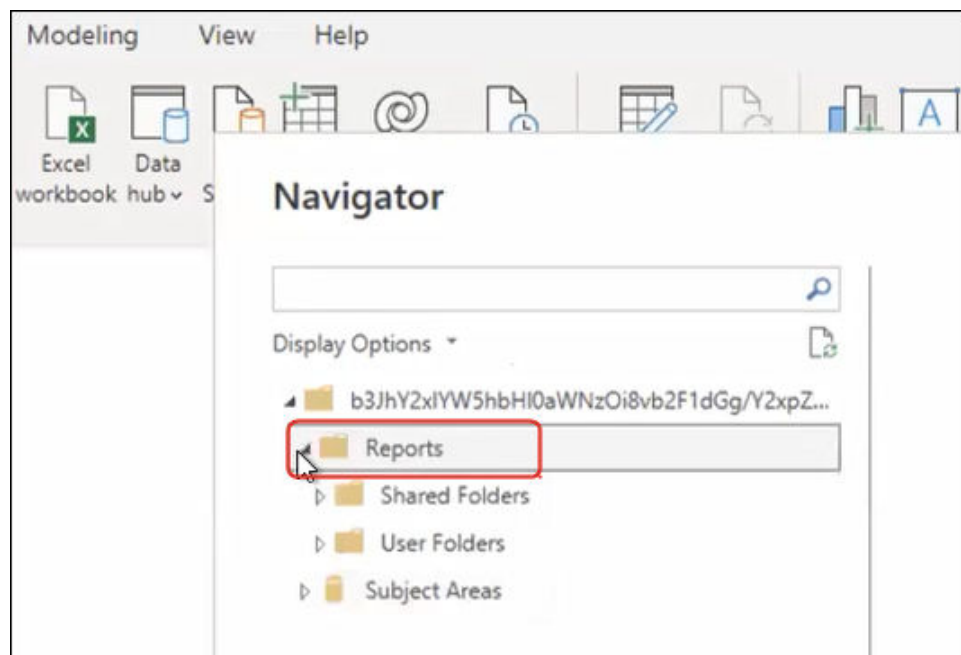 Modeling View Help
Excel workbook
Data hub
S
Navigator
Display Options
b3JhY2xlYW5hbHl0aWNzOi8vb2F1dGg/Y2xpZ...
Reports
Shared Folders
User Folders
Subject Areas